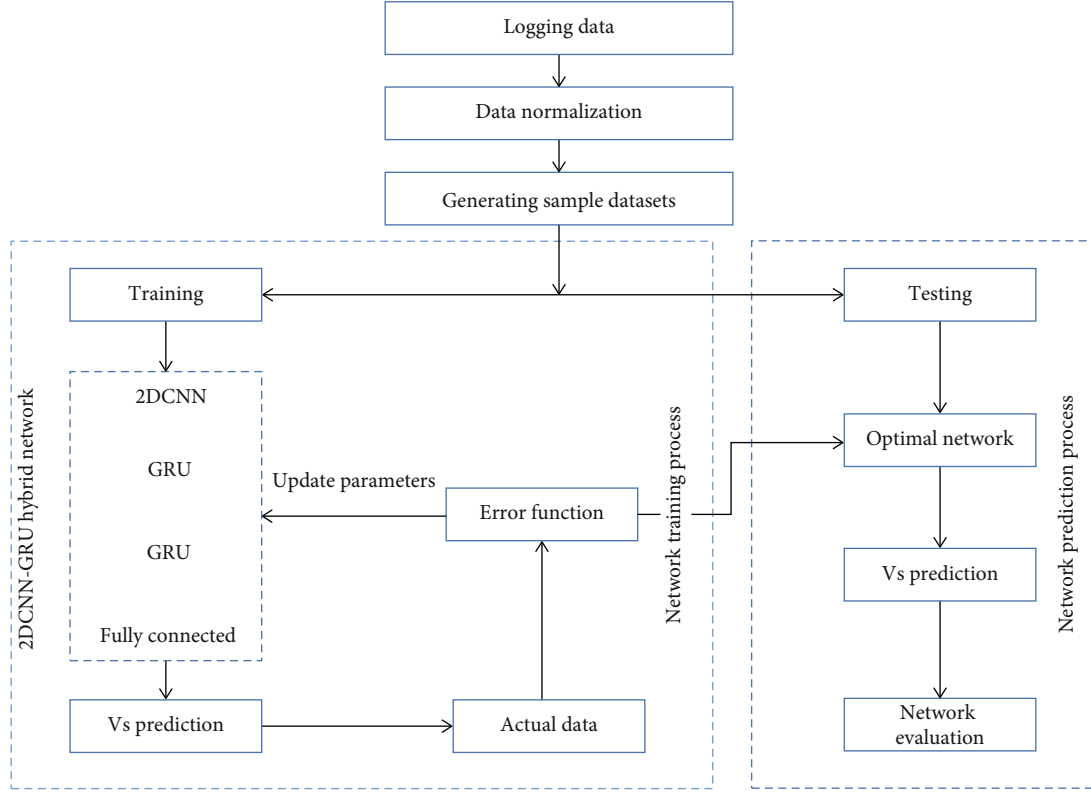 Logging data
Data normalization
Generating sample datasets
Training
Testing
2DCNN-GRU hybrid network
2DCNN
GRU
GRU
Fully connected
Update parameters
Error function
Network training process
Optimal network
Vs prediction
Network prediction process
Vs prediction
Actual data
Network
evaluation